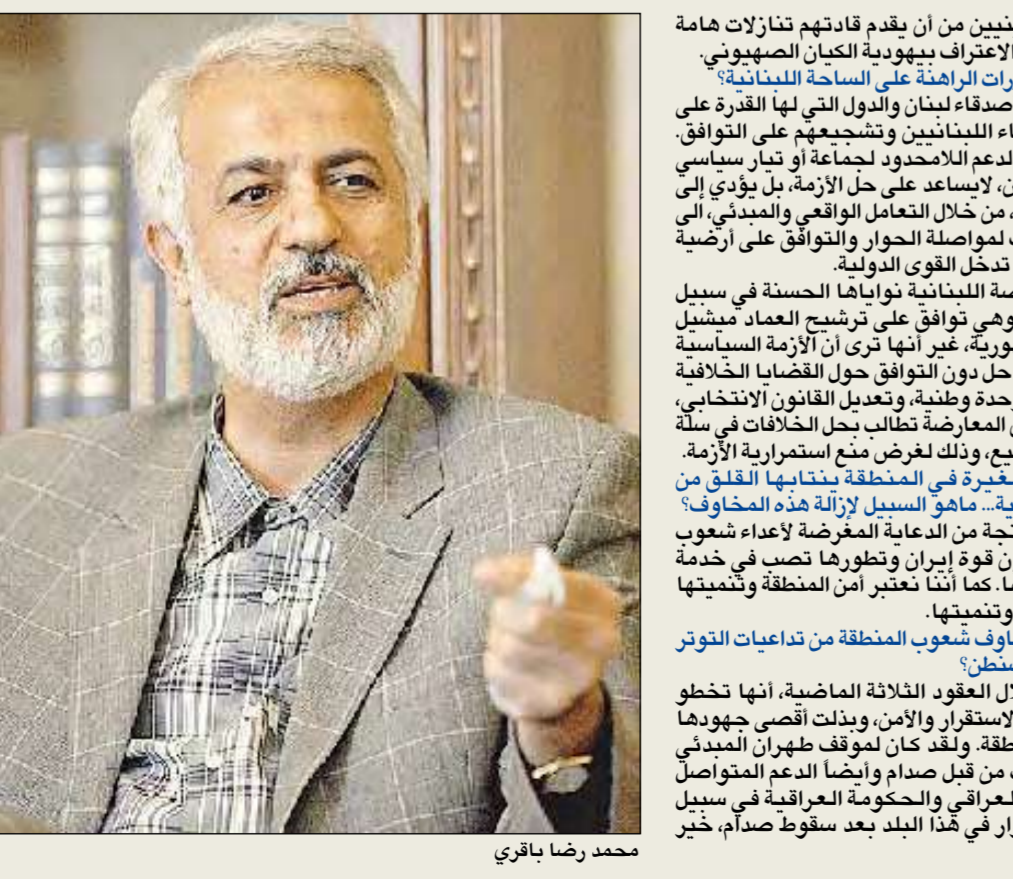 نيين من أن يقدم قادتهم تنازلات هامة
الاعتراف بيهودية الكيان الصهيوني.
رات الراهنة على الساحة اللبنانية؟
صدقاء لبنان والدول التي لها القدرة على
اء اللبنانيين وتشجيعهم على التوافق.
لدعم اللامحدود لجماعة أو تيار سياسي
ن، لايساعد على حل الأزمة، بل يؤدي إلى
، من خلال التعامل الواقعي والمبدئي، الى
لمواصلة الحوار والتوافق على أرضية
تدخل القوى الدولية.
صة اللبنانية نواياها الحسنة في سبيل
وهي توافق على ترشيح العماد ميشيل
ورية، غير أنها ترى أن الأزمة السياسية
حل دون التوافق حول القضايا الخلافية
وحدة وطنية، وتعديل القانون الانتخابي،
المعارضة تطالب بحل الخلافات في سلة
يع، وذلك لغرض منع استمرارية الأزمة.
غيرة في المنطقة ينتابها القلق من
ية... ماهو السبيل لإزالة هذه المخاوف؟
تجة من الدعاية المغرضة لأعداء شعوب
ن قوة إيران وتطورها تصب في خدمة
ا. كما أننا نعتبر أمن المنطقة وتنميتها
وتنميتها.
اوف شعوب المنطقة من تداعيات التوتر
شنطن؟
ل العقود الثلاثة الماضية، أنها تخطو
لاستقرار والأمن، وبذلت أقصى جهودها
طقة. ولقد كان لموقف طهران المبدئي
من قبل صدام وأيضاً الدعم المتواصل
لعراقي والحكومة العراقية في سبيل
رار في هذا البلد بعد سقوط صدام، خير
محمد رضا باقري